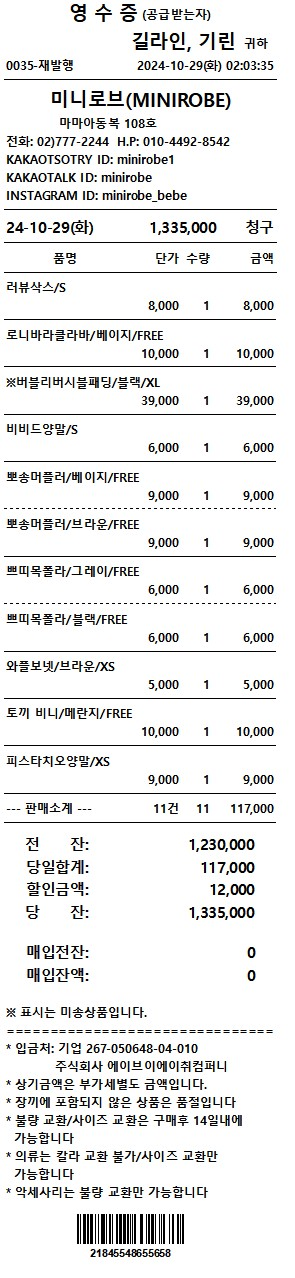 영 수 증 (공급받는자)
길라인, 기린 귀하
0035-재발행 2024-10-29(화) 02:03:35
미니로브(MINIROBE)
마마아동복 108호
전화: 02)777-2244 H.P: 010-4492-8542
KAKAOTSOTRY ID: minirobe1
KAKAOTALK ID: minirobe
INSTAGRAM ID: minirobe_bebe
24-10-29(화) 1,335,000 청구
품명 단가 수량 금액
러뷰삭스/S
8,000 1 8,000
로니바라클라바/베이지/FREE
10,000 1 10,000
※버블리버시블패딩/블랙/XL
39,000 1 39,000
비비드양말/S
6,000 1 6,000
뽀송머플러/베이지/FREE
9,000 1 9,000
뽀송머플러/브라운/FREE
9,000 1 9,000
쁘띠목폴라/그레이/FREE
6,000 1 6,000
쁘띠목폴라/블랙/FREE
6,000 1 6,000
와플보넷/브라운/XS
5,000 1 5,000
토끼 비니/메란지/FREE
10,000 1 10,000
피스타치오양말/XS
9,000 1 9,000
--- 판매소계 --- 11건 11 117,000
전 잔: 1,230,000
당일합계: 117,000
할인금액: 12,000
당 잔: 1,335,000
매입전잔: 0
매입잔액: 0
※ 표시는 미송상품입니다.
================================
* 입금처: 기업 267-050648-04-010
주식회사 에이브이에이취컴퍼니
* 상기금액은 부가세별도 금액입니다.
* 장끼에 포함되지 않은 상품은 품절입니다
* 불량 교환/사이즈 교환은 구매후 14일내에
가능합니다
* 의류는 칼라 교환 불가/사이즈 교환만
가능합니다
* 악세사리는 불량 교환만 가능합니다
21845548655658